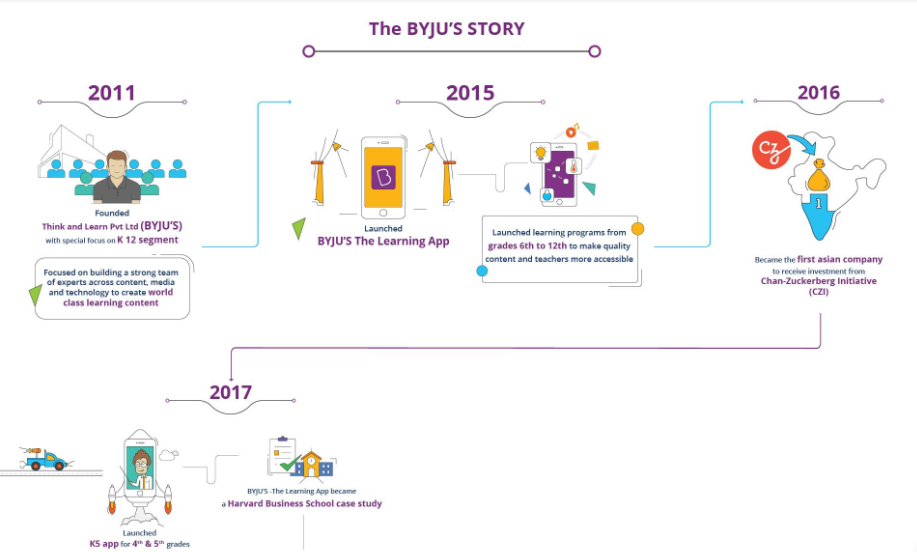 The BYJU'S STORY
2011
Founded
Think and Learn Pvt Ltd (BYJU'S)
with special focus on K 12 segment
Focused on building a strong team
of experts across content, media
and technology to create world
class learning content
2015
B
Launched
BYJU'S The Learning App
Launched learning programs from
grades 6th to 12th to make quality
content and teachers more accessible
2016
CZ
1
Became the first asian company
to receive investment from
Chan-Zuckerberg Initiative
(CZI)
2017
Launched
K5 app for 4th & 5th grades
BYJU'S -The Learning App became
a Harvard Business School case study